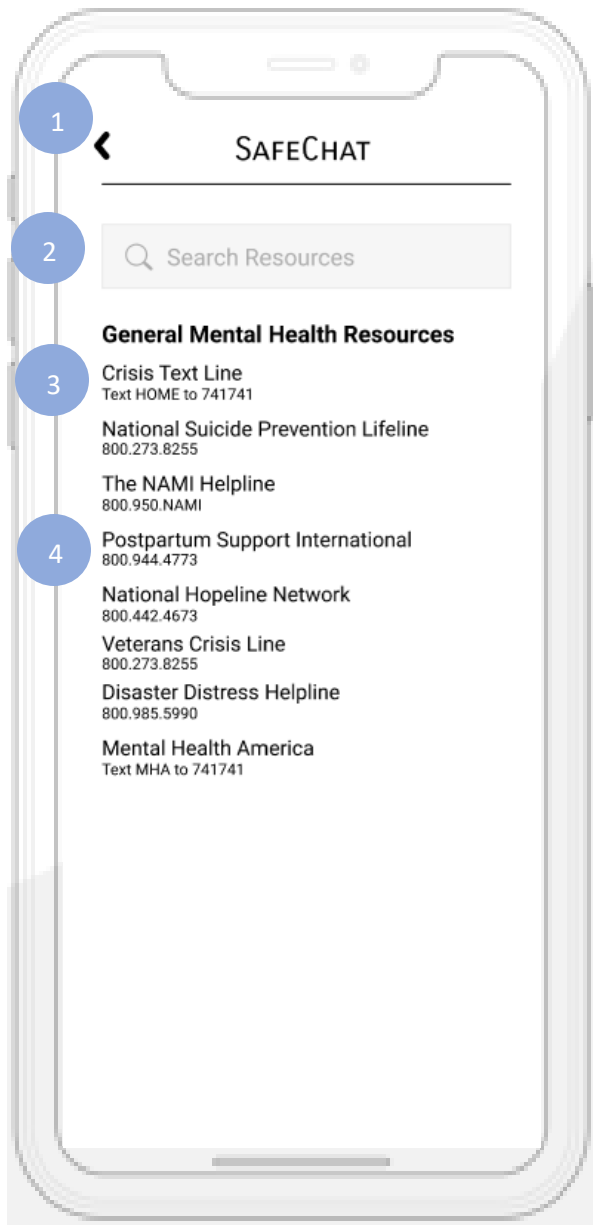 1
SAFECHAT
2
Search Resources
General Mental Health Resources
3
Crisis Text Line
Text HOME to 741741
National Suicide Prevention Lifeline
800.273.8255
The NAMI Helpline
800.950.NAMI
4
Postpartum Support International
800.944.4773
National Hopeline Network
800.442.4673
Veterans Crisis Line
800.273.8255
Disaster Distress Helpline
800.985.5990
Mental Health America
Text MHA to 741741